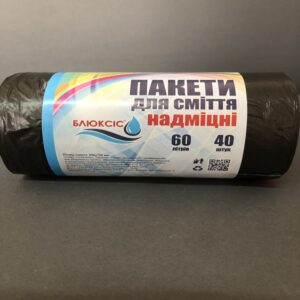 ПАКЕТИ
ДЛЯ СМІТТЯ
НАДМІЦНІ
БЛЮКСІС
60 40
літрів штук